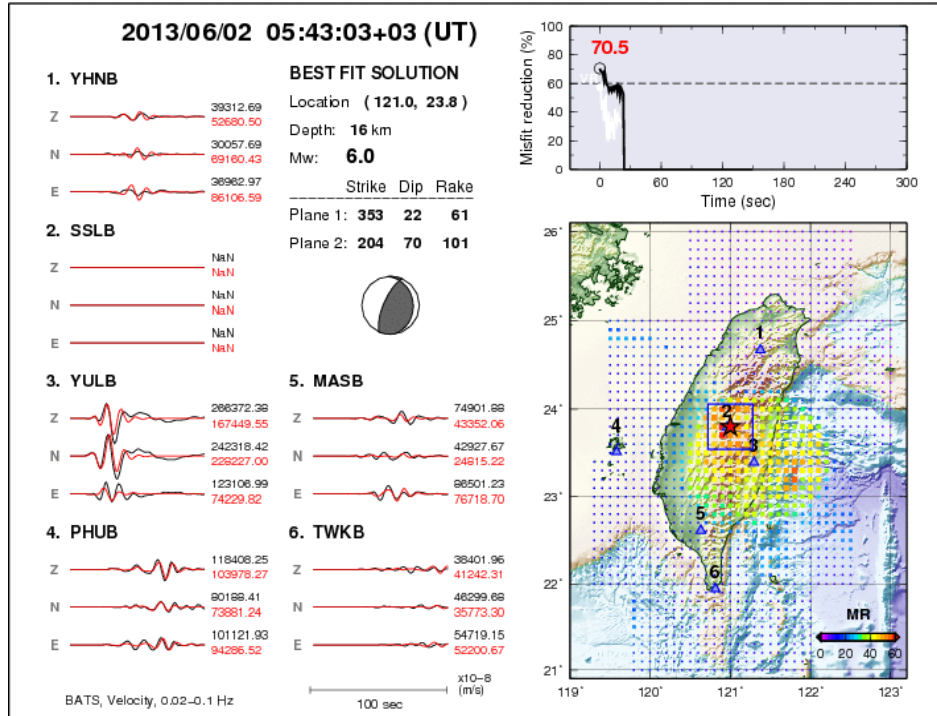 2013/06/02 05:43:03+03 (UT)
1. YHNB
Z 39312.69
52680.50
N 30057.69
69160.43
E 36962.97
86106.59
2. SSLB
Z NaN
NaN
N NaN
NaN
E NaN
NaN
3. YULB
Z 266372.38
167449.55
N 242318.42
226227.00
E 123106.99
74229.82
4. PHUB
Z 118408.25
103978.27
N 80188.41
73881.24
E 101121.93
94286.52
BATS, Velocity, 0.02-0.1 Hz
BEST FIT SOLUTION
Location ( 121.0, 23.8 )
Depth: 16 km
Mw: 6.0
Strike Dip Rake
Plane 1: 353 22 61
Plane 2: 204 70 101
5. MASB
Z 74901.88
43352.06
N 42927.67
24815.22
E 86501.23
76718.70
6. TWKB
Z 38401.96
41242.31
N 46299.68
35773.30
E 54719.15
52200.67
x10-8
(m/s)
100 sec
Misfit reduction (%)
100
80
60
40
20
0
70.5
0 60 120 180 240 300
Time (sec)
26°
25°
24°
23°
22°
21°
119° 120° 121° 122° 123°
1
2
3
4
5
6
MR
0 20 40 60